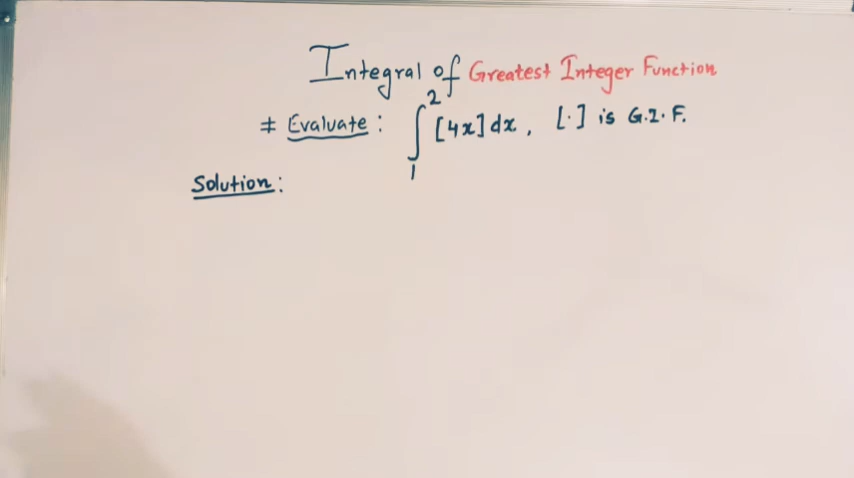 Integral of Greatest Integer Function
# Evaluate: ∫₁² [4x] dx, [·] is G.I.F.
Solution: